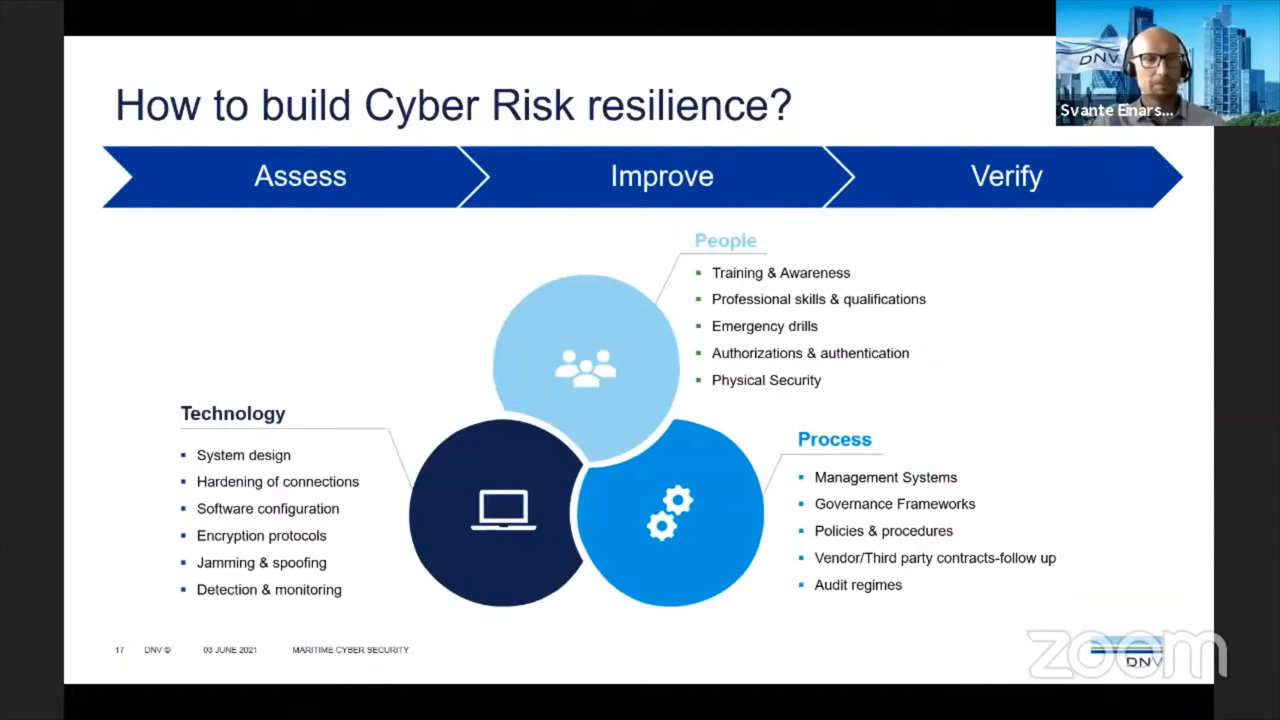 How to build Cyber Risk resilience?
DNV
Svante Einars...
Assess
Improve
Verify
People
Training & Awareness
Professional skills & qualifications
Emergency drills
Authorizations & authentication
Physical Security
Technology
System design
Hardening of connections
Software configuration
Encryption protocols
Jamming & spoofing
Detection & monitoring
Process
Management Systems
Governance Frameworks
Policies & procedures
Vendor/Third party contracts-follow up
Audit regimes
17 DNV © 03 JUNE 2021 MARITIME CYBER SECURITY
zoom
DNV